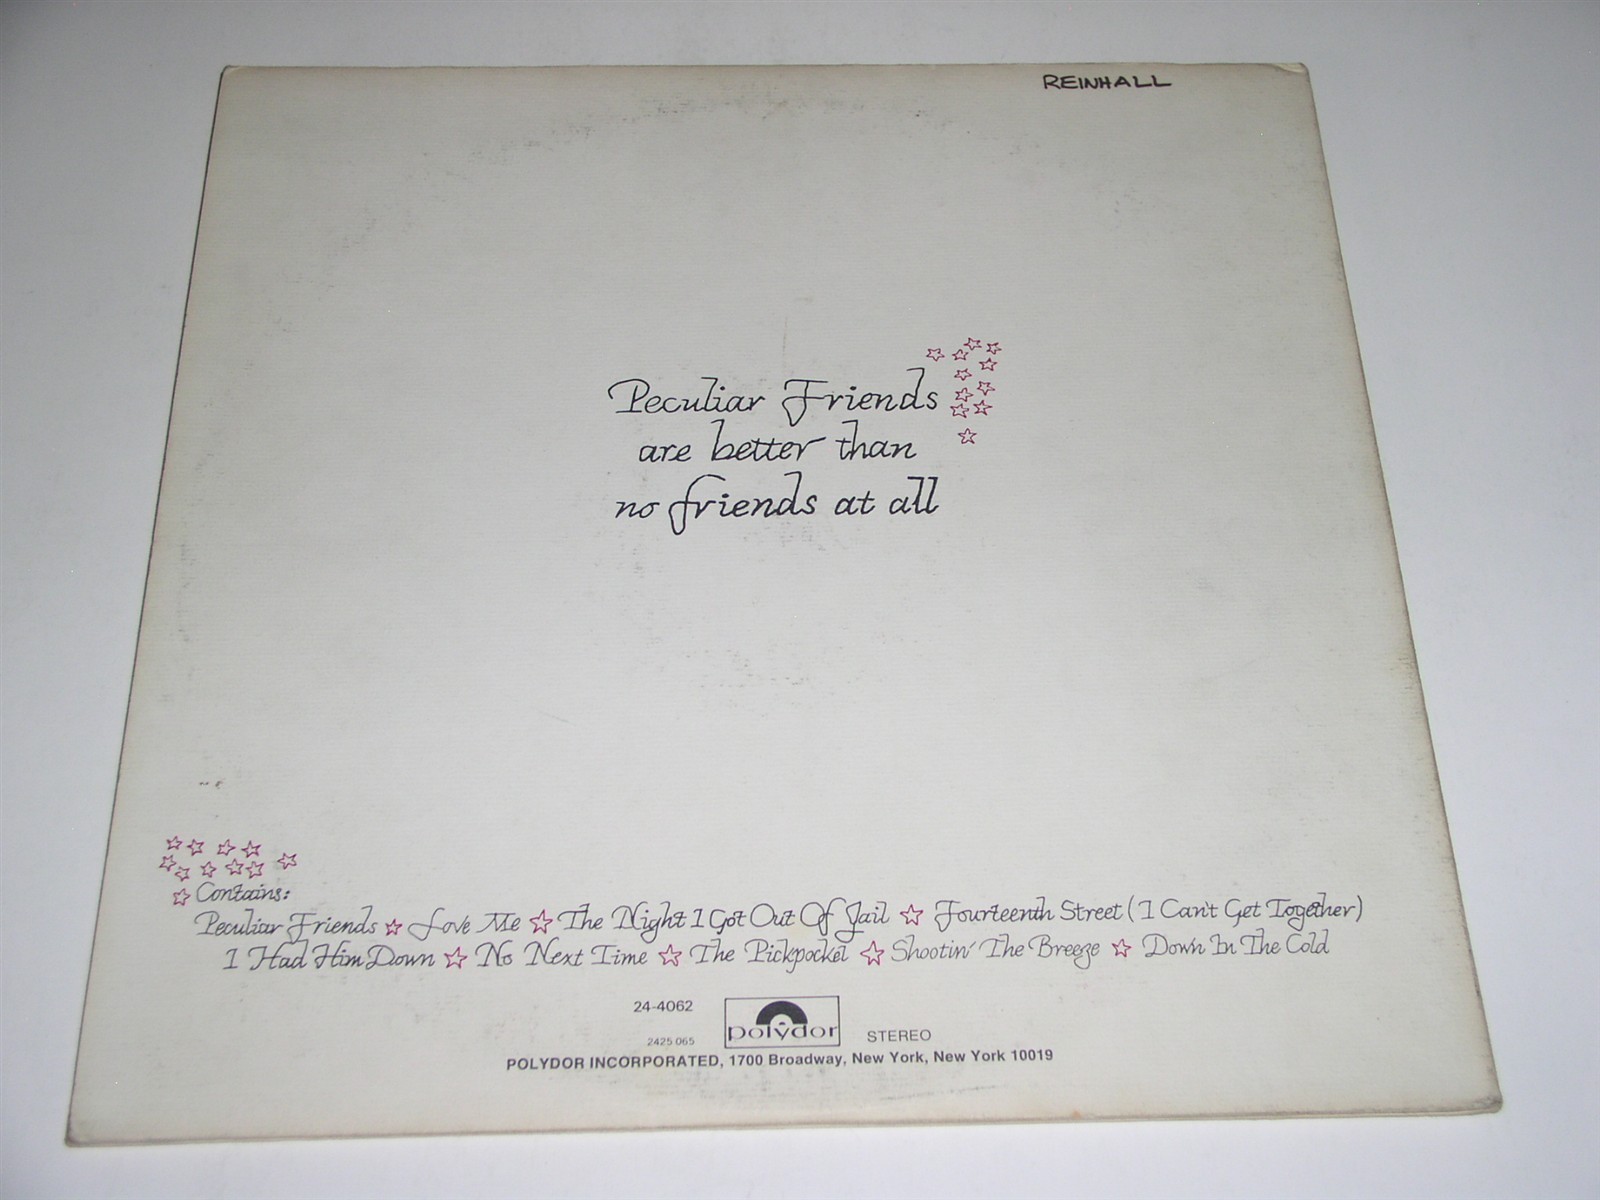 REINHALL
Peculiar Friends
are better than
no friends at all
Contains:
Peculiar Friends ☆ Love Me ☆ The Night I Got Out Of Jail ☆ Fourteenth Street (I Can't Get Together)
I Had Him Down ☆ No Next Time ☆ The Pickpocket ☆ Shootin' The Breeze ☆ Down In The Cold
24-4062
2425 065
polydor
STEREO
POLYDOR INCORPORATED, 1700 Broadway, New York, New York 10019